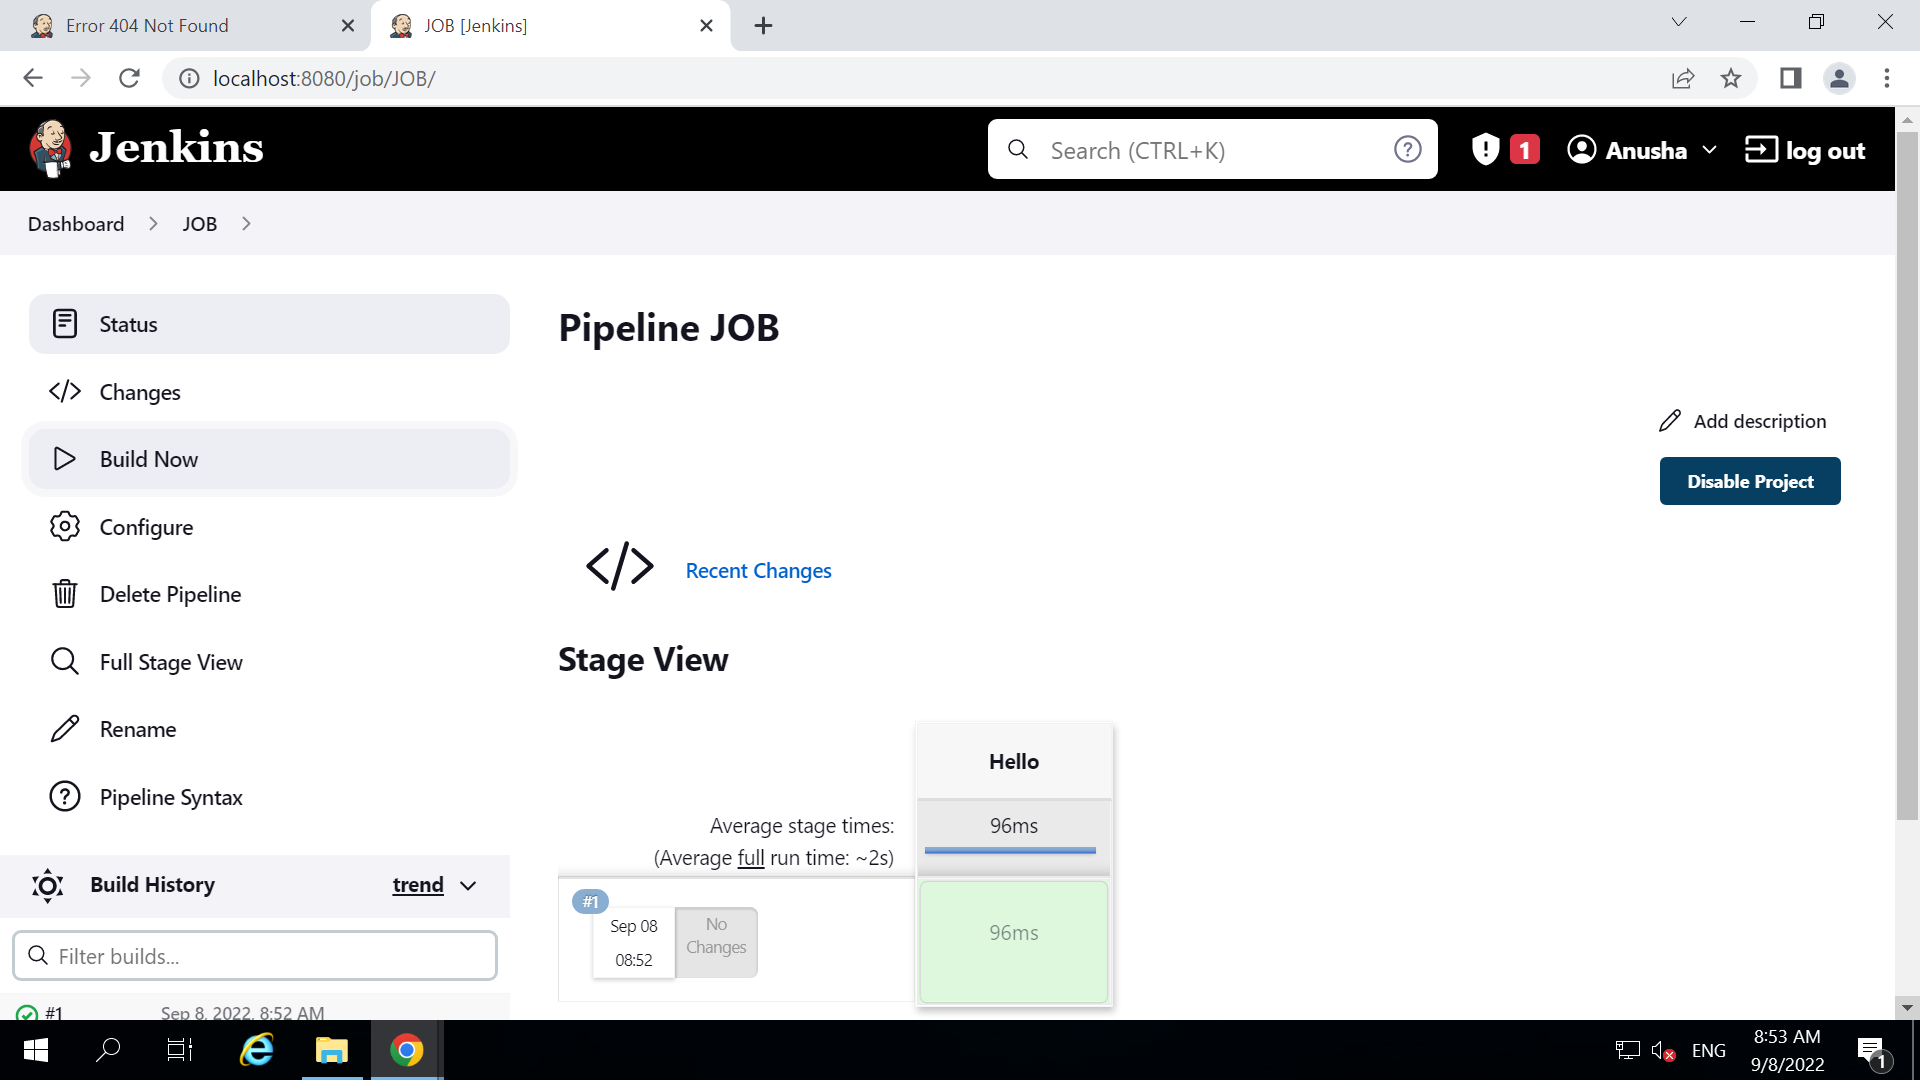 Error 404 Not Found
JOB [Jenkins]
localhost:8080/job/JOB/
Jenkins
Search (CTRL+K)
1
Anusha
log out
Dashboard
JOB
Status
Changes
Build Now
Configure
Delete Pipeline
Full Stage View
Rename
Pipeline Syntax
Build History
trend
Filter builds...
#1 Sep 8, 2022, 8:52 AM
Pipeline JOB
Add description
Disable Project
Recent Changes
Stage View
Hello
Average stage times:
(Average full run time: ~2s)
96ms
#1
Sep 08
08:52
No
Changes
96ms
ENG
8:53 AM
9/8/2022
1